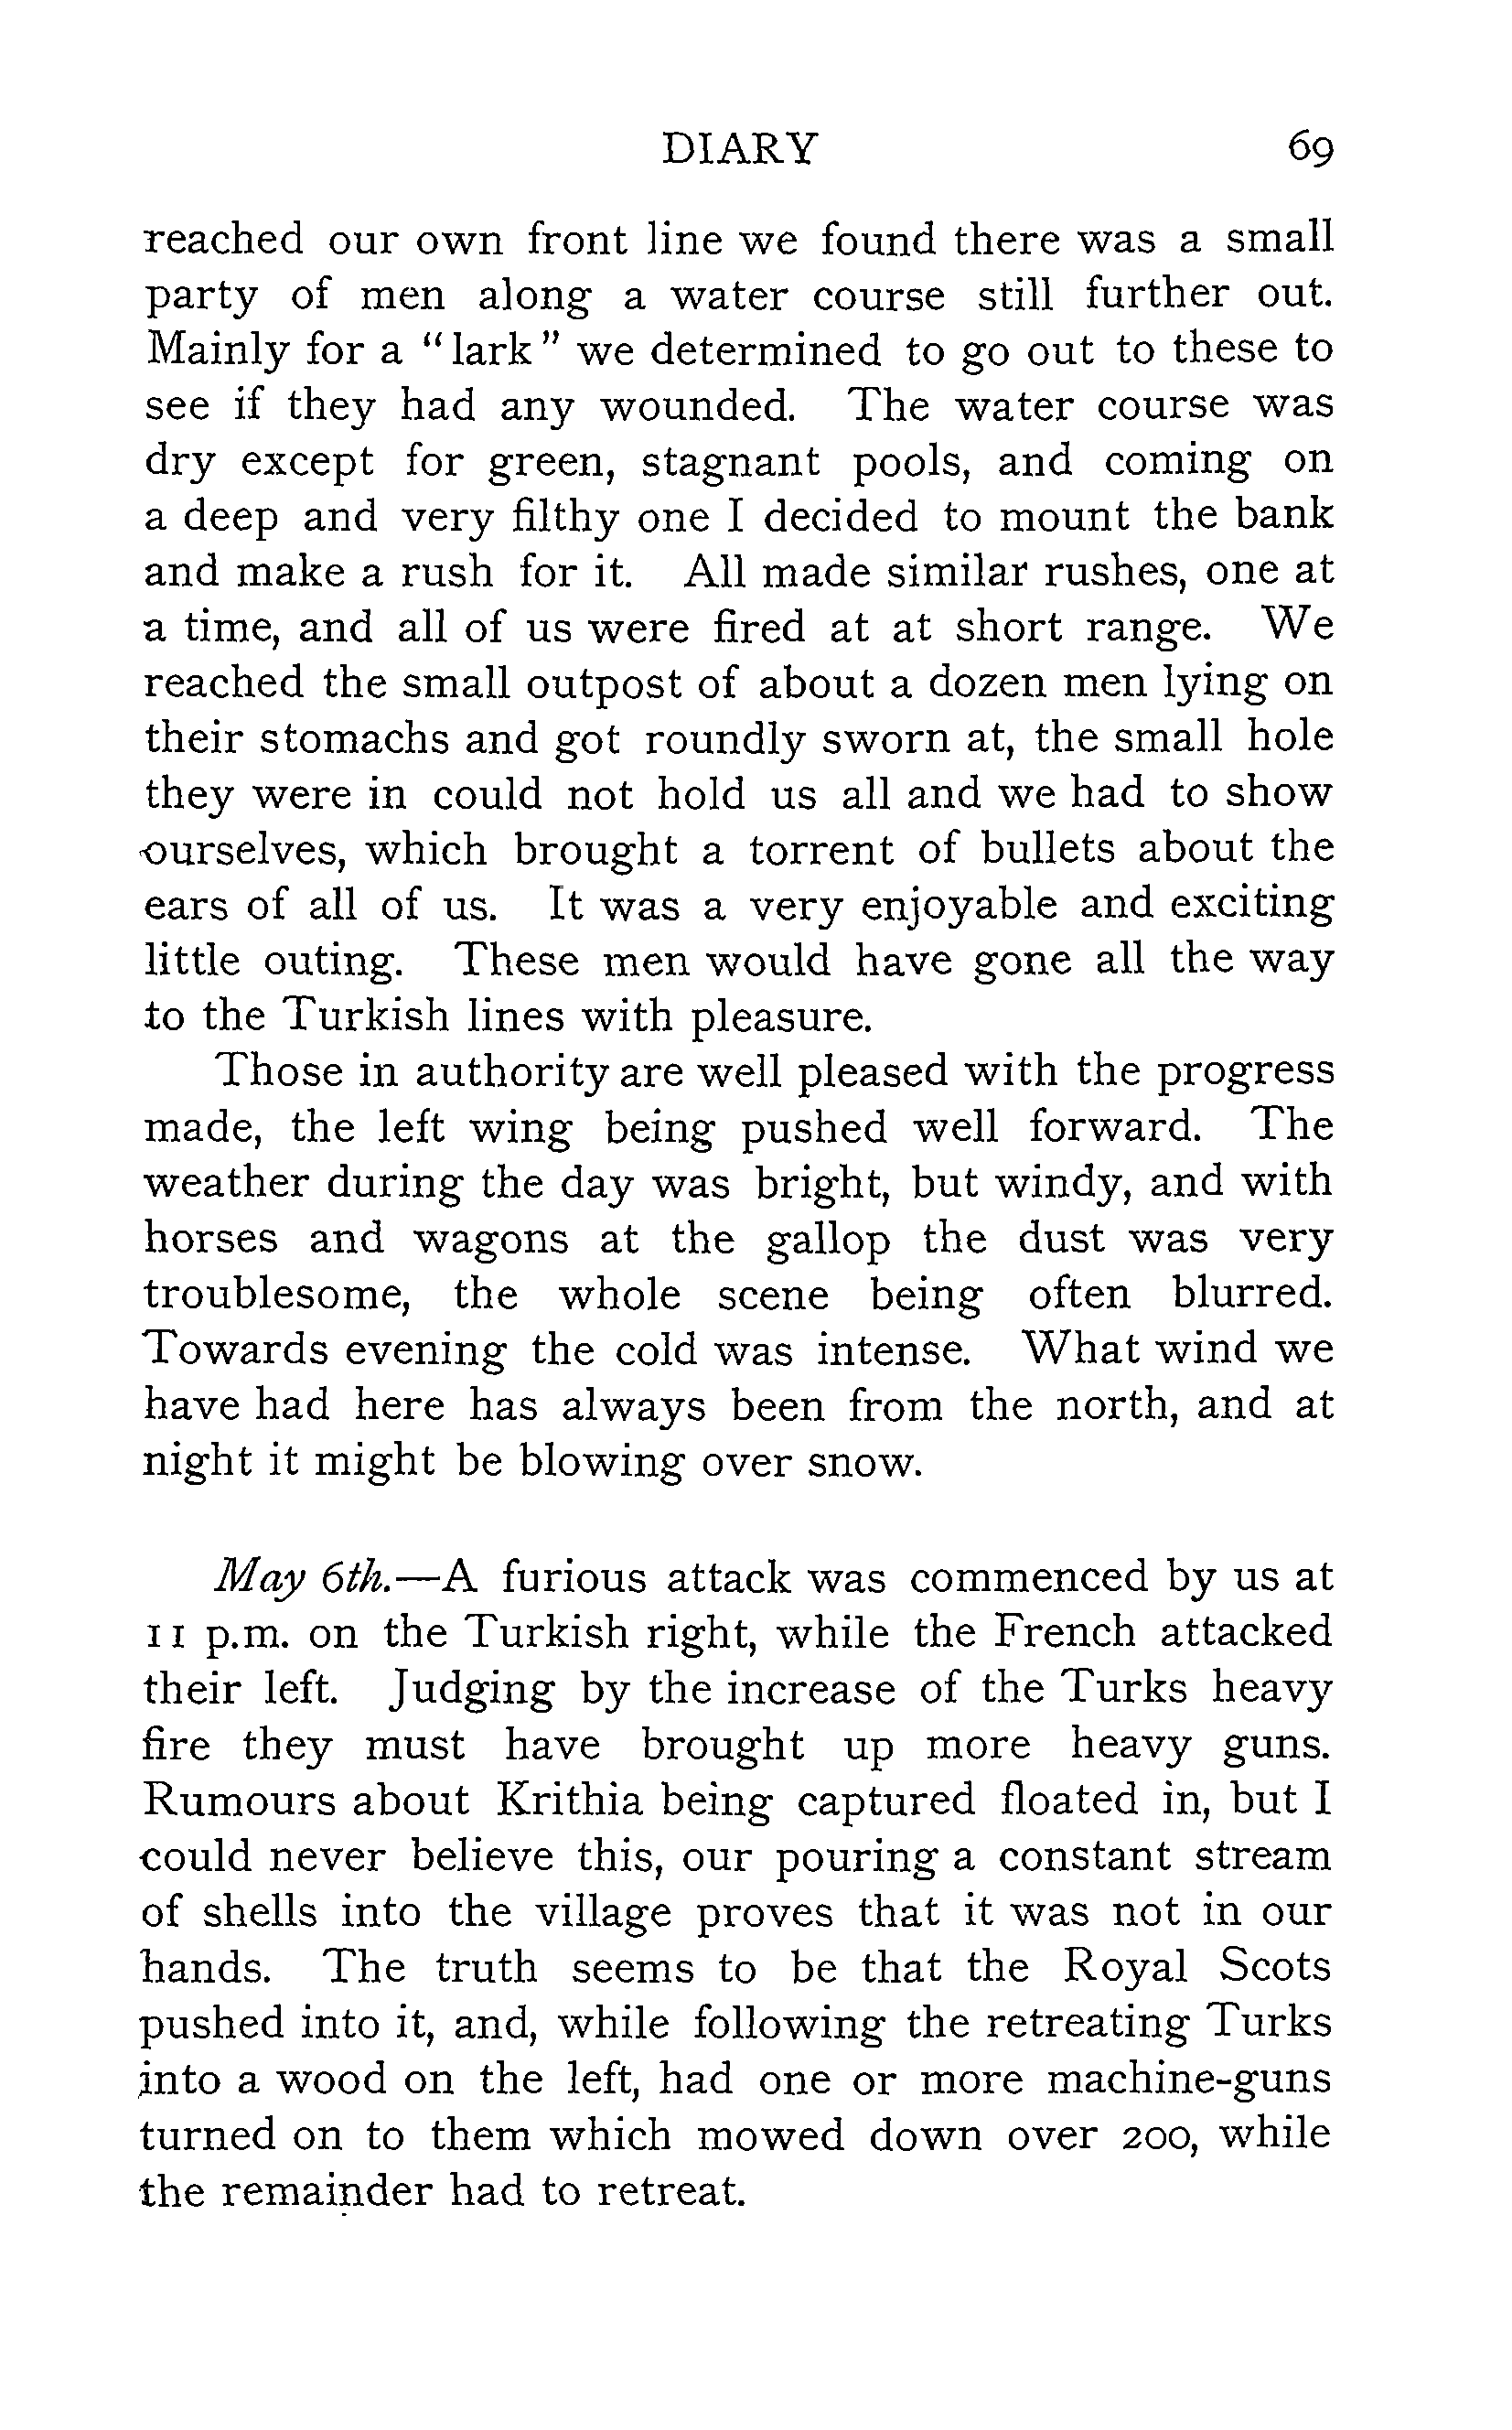 DIARY 69
reached our own front line we found there was a small
party of men along a water course still further out.
Mainly for a “lark” we determined to go out to these to
see if they had any wounded. The water course was
dry except for green, stagnant pools, and coming on
a deep and very filthy one I decided to mount the bank
and make a rush for it. All made similar rushes, one at
a time, and all of us were fired at at short range. We
reached the small outpost of about a dozen men lying on
their stomachs and got roundly sworn at, the small hole
they were in could not hold us all and we had to show
ourselves, which brought a torrent of bullets about the
ears of all of us. It was a very enjoyable and exciting
little outing. These men would have gone all the way
to the Turkish lines with pleasure.
Those in authority are well pleased with the progress
made, the left wing being pushed well forward. The
weather during the day was bright, but windy, and with
horses and wagons at the gallop the dust was very
troublesome, the whole scene being often blurred.
Towards evening the cold was intense. What wind we
have had here has always been from the north, and at
night it might be blowing over snow.
May 6th.—A furious attack was commenced by us at
11 p.m. on the Turkish right, while the French attacked
their left. Judging by the increase of the Turks heavy
fire they must have brought up more heavy guns.
Rumours about Krithia being captured floated in, but I
could never believe this, our pouring a constant stream
of shells into the village proves that it was not in our
hands. The truth seems to be that the Royal Scots
pushed into it, and, while following the retreating Turks
into a wood on the left, had one or more machine-guns
turned on to them which mowed down over 200, while
the remainder had to retreat.